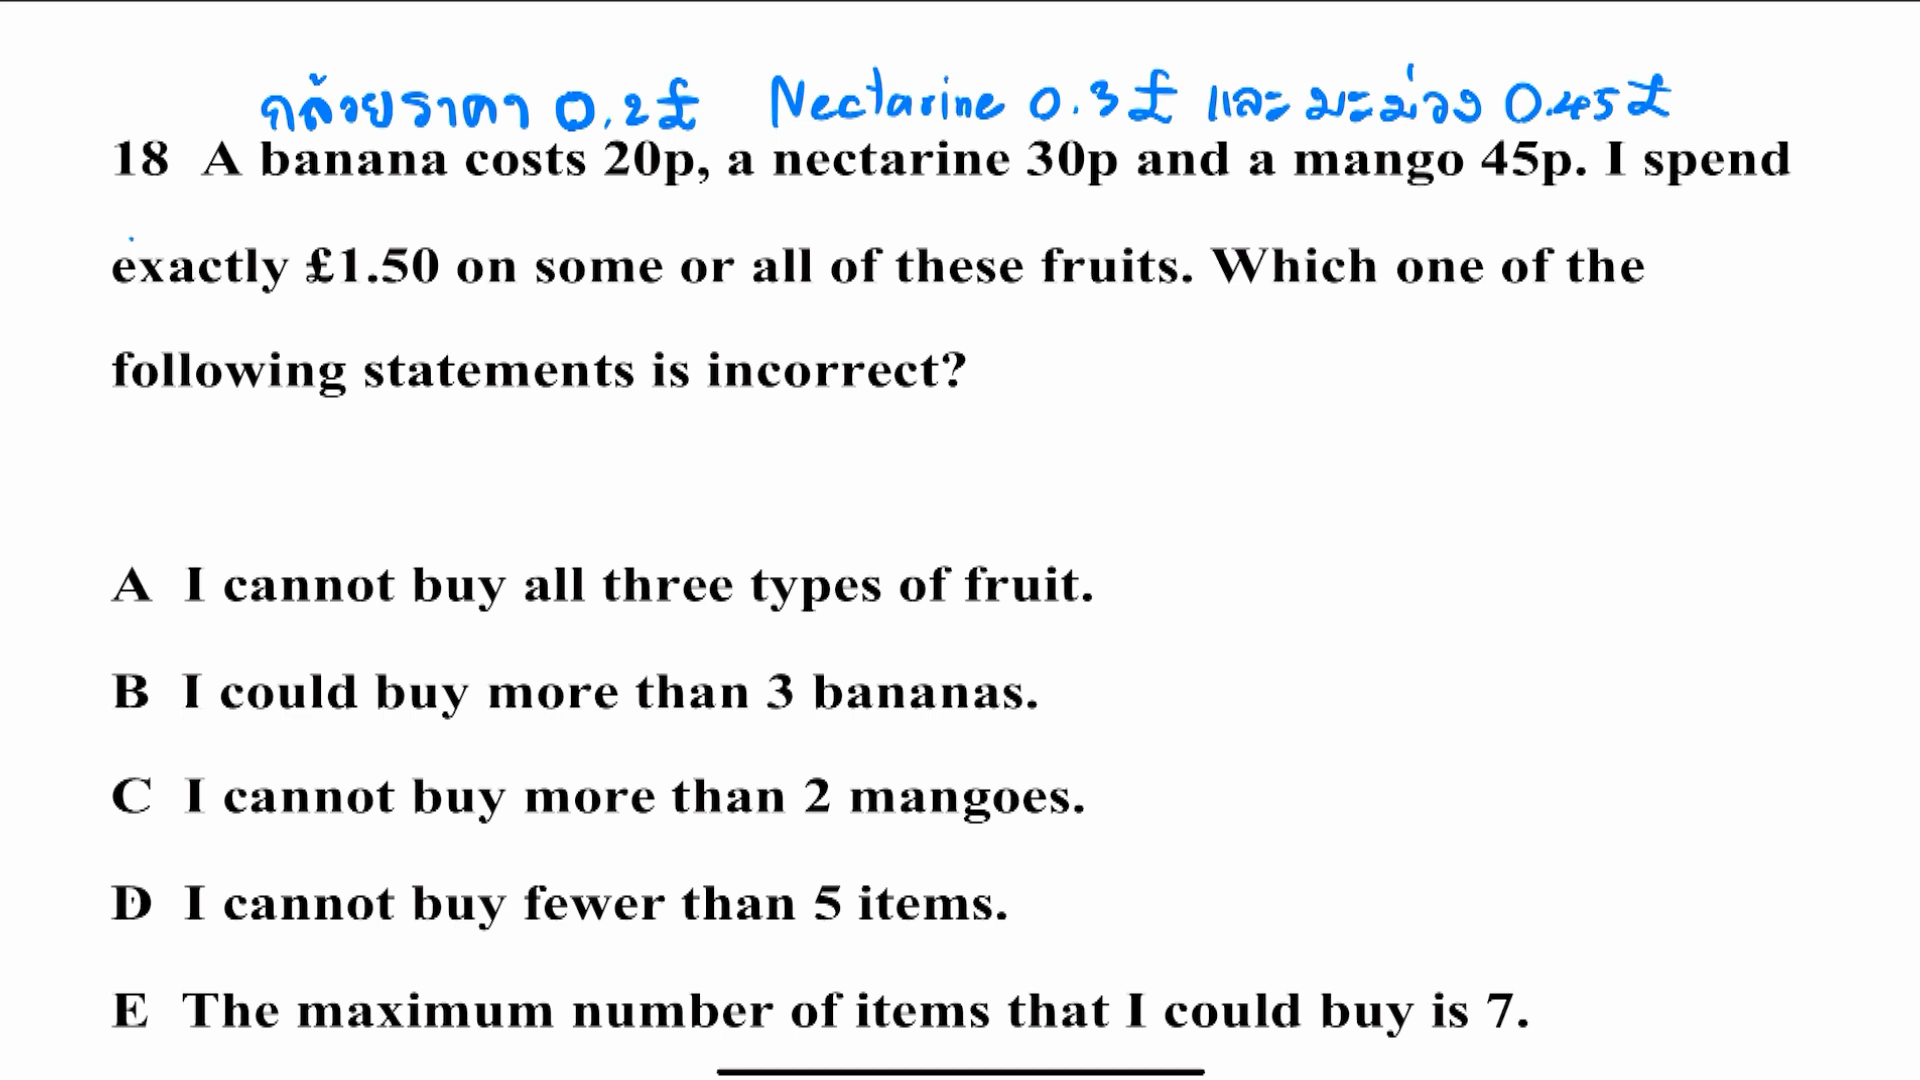 กล้วยราคา 0.2£ Nectarine 0.3£ และ มะม่วง 0.45£
18 A banana costs 20p, a nectarine 30p and a mango 45p. I spend
exactly £1.50 on some or all of these fruits. Which one of the
following statements is incorrect?
A I cannot buy all three types of fruit.
B I could buy more than 3 bananas.
C I cannot buy more than 2 mangoes.
D I cannot buy fewer than 5 items.
E The maximum number of items that I could buy is 7.